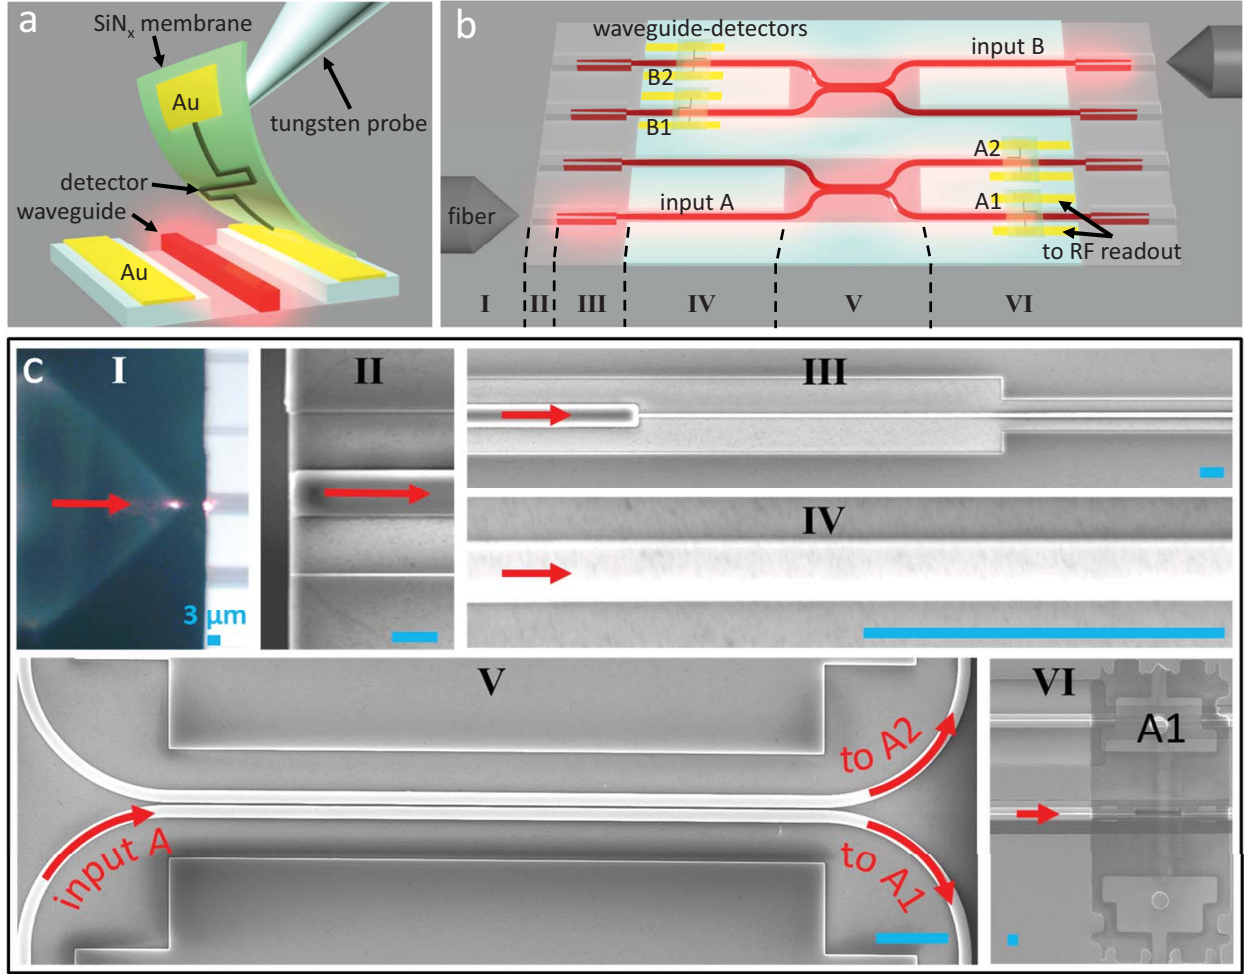 a
SiNx membrane
Au
tungsten probe
detector
waveguide
Au
b
waveguide-detectors
input B
B2
B1
A2
input A
A1
fiber
to RF readout
I II III IV V VI
c
I
3 μm
II
III
IV
V
to A2
input A
to A1
VI
A1